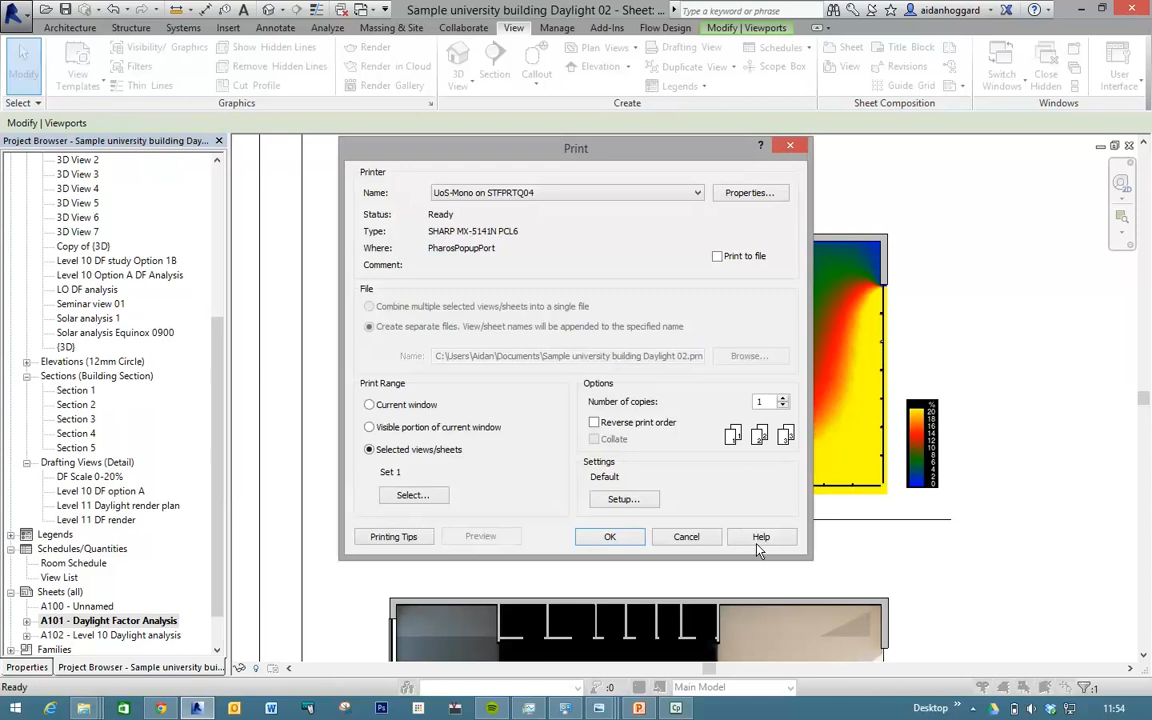 Sample university building Daylight 02 - Sheet:
Type a keyword or phrase
aidanhoggard
Architecture Structure Systems Insert Annotate Analyze Massing & Site Collaborate View Manage Add-Ins Flow Design Modify | Viewports
Modify
View Templates
Visibility/ Graphics
Filters
Thin Lines
Show Hidden Lines
Remove Hidden Lines
Cut Profile
Render
Render in Cloud
Render Gallery
3D View
Section
Callout
Plan Views
Elevation
Drafting View
Duplicate View
Legends
Schedules
Scope Box
Sheet
View
Title Block
Revisions
Guide Grid
Switch Windows
Close Hidden
User Interface
Select
Graphics
Create
Sheet Composition
Windows
Modify | Viewports
Project Browser - Sample university building Day...
3D View 2
3D View 3
3D View 4
3D View 5
3D View 6
3D View 7
Copy of {3D}
Level 10 DF study Option 1B
Level 10 Option A DF Analysis
LO DF analysis
Seminar view 01
Solar analysis 1
Solar analysis Equinox 0900
{3D}
Elevations (12mm Circle)
Sections (Building Section)
Section 1
Section 2
Section 3
Section 4
Section 5
Drafting Views (Detail)
DF Scale 0-20%
Level 10 DF option A
Level 11 Daylight render plan
Level 11 DF render
Legends
Schedules/Quantities
Room Schedule
View List
Sheets (all)
A100 - Unnamed
A101 - Daylight Factor Analysis
A102 - Level 10 Daylight analysis
Families
Properties
Project Browser - Sample university bui...
Print
Printer
Name: UoS-Mono on STFPRTQ04 Properties...
Status: Ready
Type: SHARP MX-5141N PCL6
Where: PharosPopupPort
Comment:
Print to file
File
Combine multiple selected views/sheets into a single file
Create separate files. View/sheet names will be appended to the specified name
Name: C:\Users\Aidan\Documents\Sample university building Daylight 02.prn Browse...
Print Range
Current window
Visible portion of current window
Selected views/sheets
Set 1
Select...
Options
Number of copies: 1
Reverse print order
Collate
Settings
Default
Setup...
Printing Tips Preview OK Cancel Help
%
20
18
16
14
12
10
8
6
4
2
0
Ready
:0
Main Model
:1
Desktop
11:54